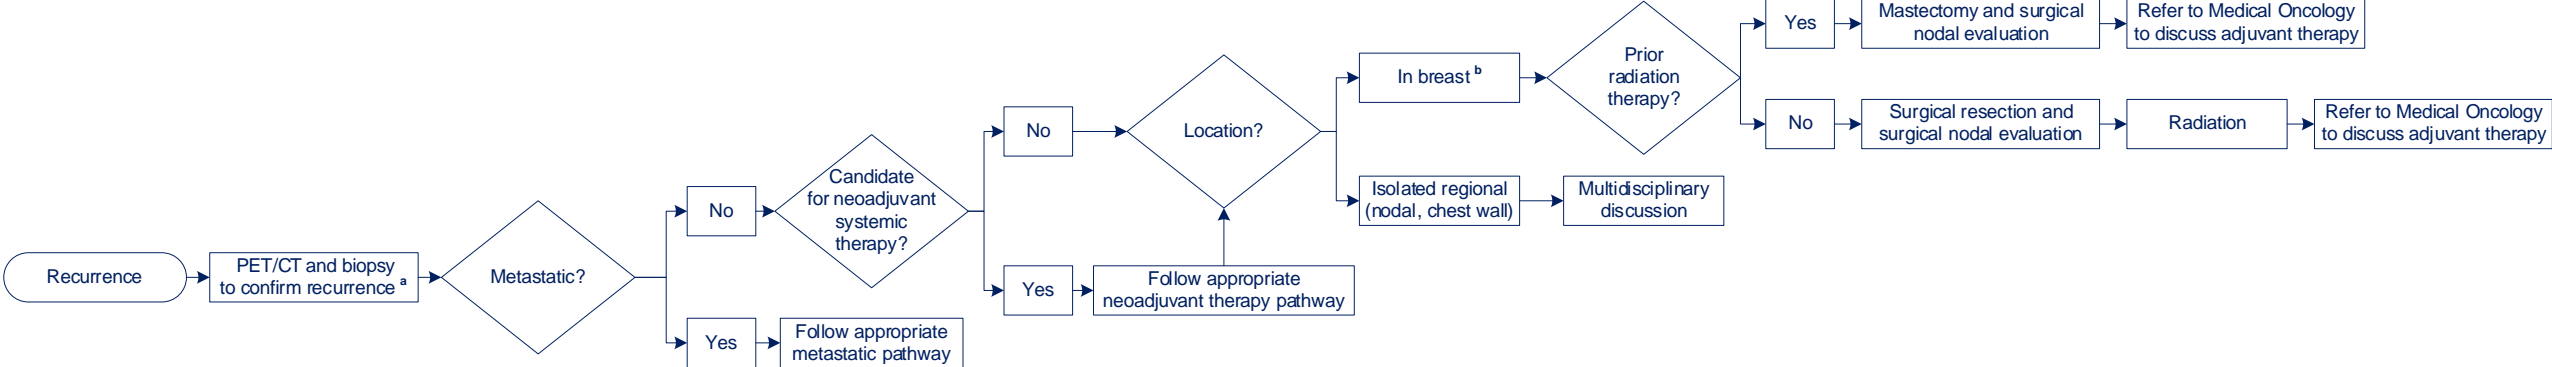 Recurrence
PET/CT and biopsy
to confirm recurrence a
Metastatic?
No
Candidate
for neoadjuvant
systemic
therapy?
No
Location?
In breast b
Prior
radiation
therapy?
Yes
Mastectomy and surgical
nodal evaluation
Refer to Medical Oncology
to discuss adjuvant therapy
No
Surgical resection and
surgical nodal evaluation
Radiation
Refer to Medical Oncology
to discuss adjuvant therapy
Isolated regional
(nodal, chest wall)
Multidisciplinary
discussion
Yes
Follow appropriate
neoadjuvant therapy pathway
Yes
Follow appropriate
metastatic pathway